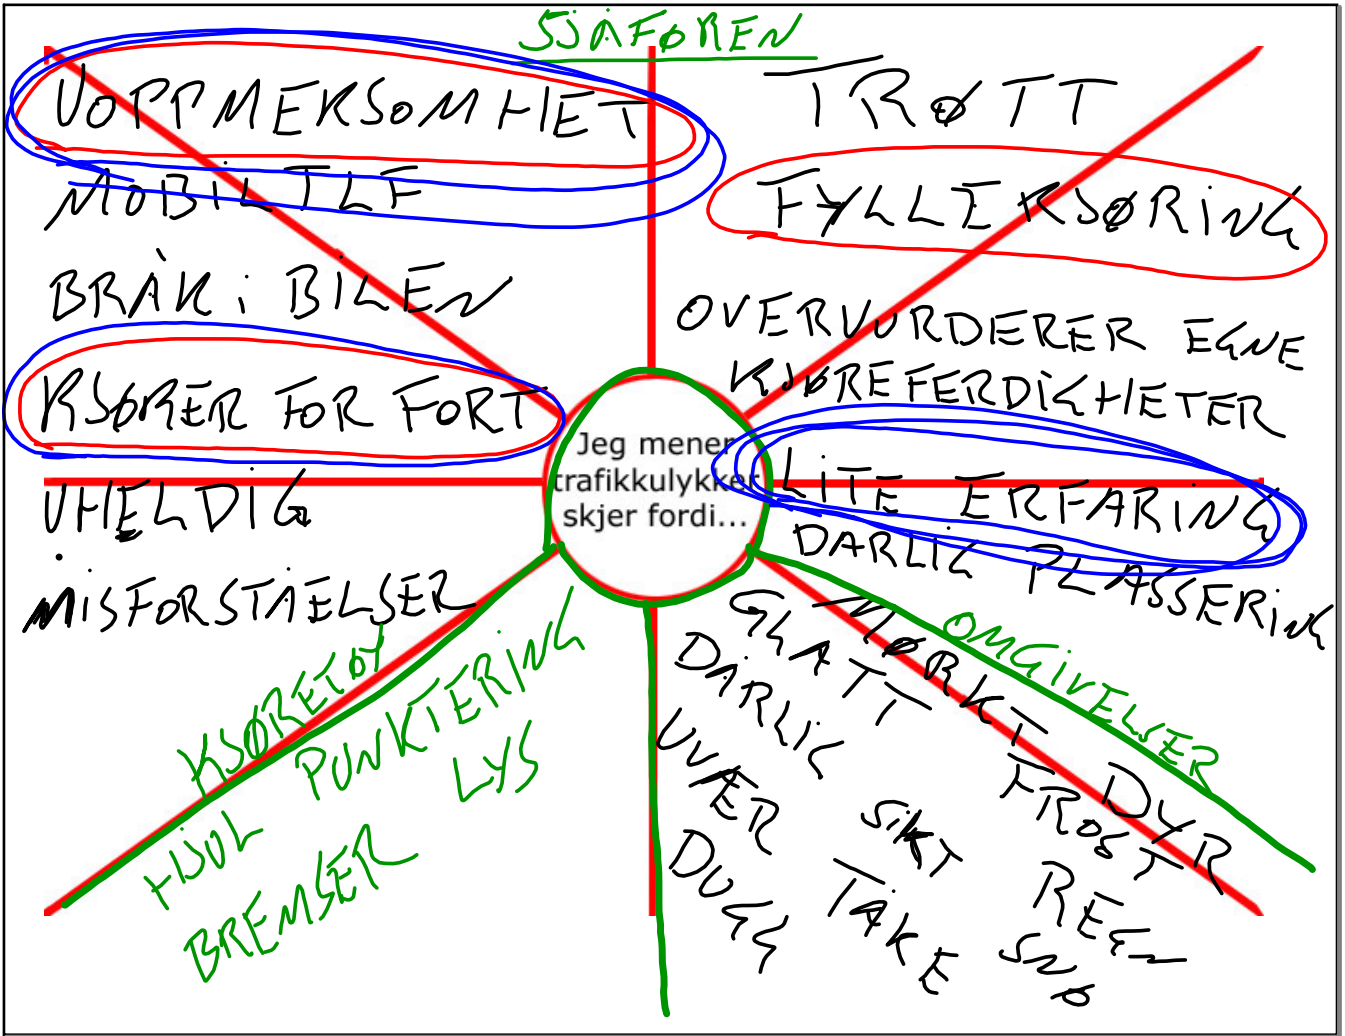 SJÅFØREN
UOPPMERKSOMHET
MOBILTLF
BRÅK i BILEN
KJØRER FOR FORT
UHELDIG
MISFORSTÅELSER
TRØTT
FYLLEKJØRING
OVERVURDERER EGNE
KJØREFERDIGHETER
LITE ERFARING
DÅRLIG PLASSERING
Jeg mener
trafikkulykker
skjer fordi...
KJØRETØY
PUNKTERING
LYS
HJUL
BREMSER
OMGIVELSER
GLATT
MØRKT
DÅRLIG
SIKT
UVÆR
DUGG
TÅKE
FROST
DYR
REGN
SNØ